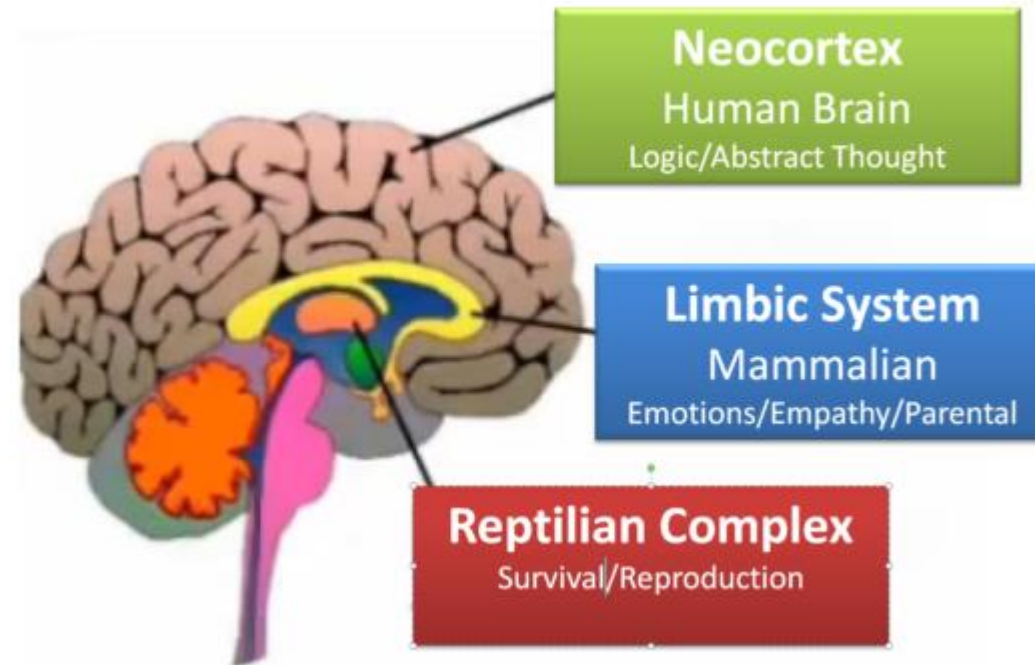 Neocortex
Human Brain
Logic/Abstract Thought
Limbic System
Mammalian
Emotions/Empathy/Parental
Reptilian Complex
Survival/Reproduction